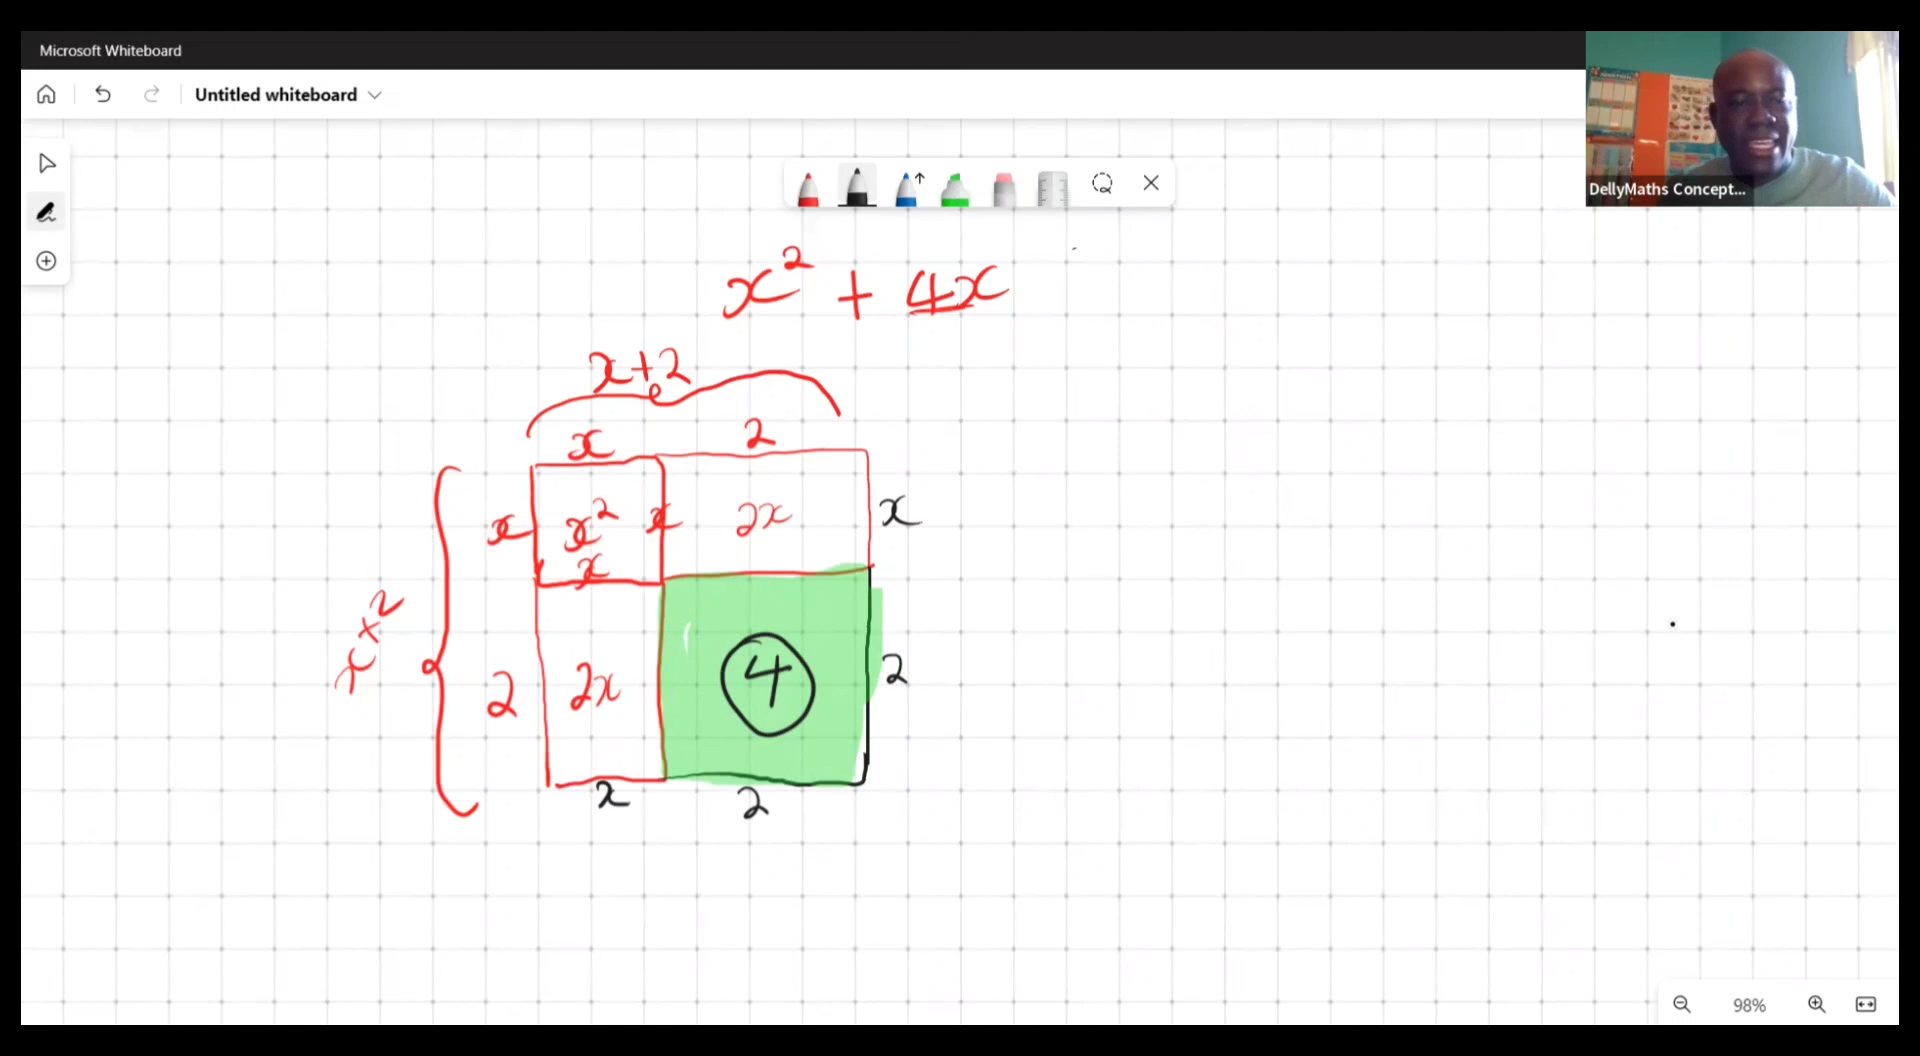 Microsoft Whiteboard
Untitled whiteboard
DellyMaths Concept...
x² + 4x
x+2
x 2
x x² x 2x x
x
x+2
2 2x 4 2
x 2
98%